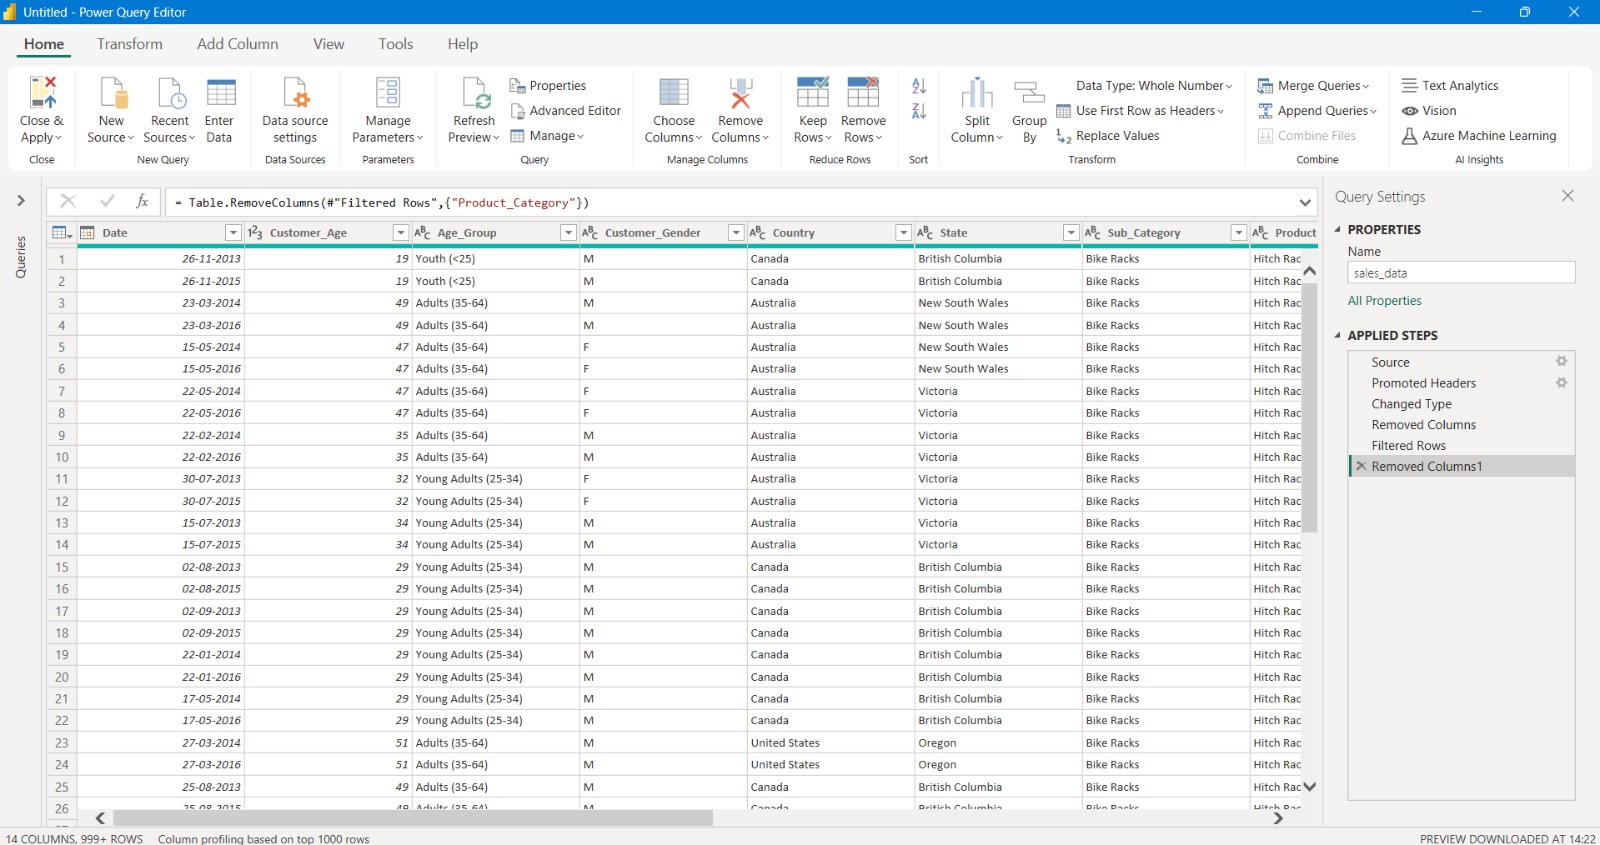 Untitled - Power Query Editor
Home Transform Add Column View Tools Help
Close & Apply
Close
New Source
Recent Sources
Enter Data
New Query
Data source settings
Data Sources
Manage Parameters
Parameters
Refresh Preview
Properties
Advanced Editor
Manage
Query
Choose Columns
Remove Columns
Manage Columns
Keep Rows
Remove Rows
Reduce Rows
Sort
Split Column
Group By
Data Type: Whole Number
Use First Row as Headers
Replace Values
Transform
Merge Queries
Append Queries
Combine Files
Combine
Text Analytics
Vision
Azure Machine Learning
AI Insights
Queries
fx = Table.RemoveColumns(#"Filtered Rows",{"Product_Category"})
Date 123 Customer_Age ABC Age_Group ABC Customer_Gender ABC Country ABC State ABC Sub_Category ABC Product
1 26-11-2013 19 Youth (<25) M Canada British Columbia Bike Racks Hitch Rac
2 26-11-2015 19 Youth (<25) M Canada British Columbia Bike Racks Hitch Rac
3 23-03-2014 49 Adults (35-64) M Australia New South Wales Bike Racks Hitch Rac
4 23-03-2016 49 Adults (35-64) M Australia New South Wales Bike Racks Hitch Rac
5 15-05-2014 47 Adults (35-64) F Australia New South Wales Bike Racks Hitch Rac
6 15-05-2016 47 Adults (35-64) F Australia New South Wales Bike Racks Hitch Rac
7 22-05-2014 47 Adults (35-64) F Australia Victoria Bike Racks Hitch Rac
8 22-05-2016 47 Adults (35-64) F Australia Victoria Bike Racks Hitch Rac
9 22-02-2014 35 Adults (35-64) M Australia Victoria Bike Racks Hitch Rac
10 22-02-2016 35 Adults (35-64) M Australia Victoria Bike Racks Hitch Rac
11 30-07-2013 32 Young Adults (25-34) F Australia Victoria Bike Racks Hitch Rac
12 30-07-2015 32 Young Adults (25-34) F Australia Victoria Bike Racks Hitch Rac
13 15-07-2013 34 Young Adults (25-34) M Australia Victoria Bike Racks Hitch Rac
14 15-07-2015 34 Young Adults (25-34) M Australia Victoria Bike Racks Hitch Rac
15 02-08-2013 29 Young Adults (25-34) M Canada British Columbia Bike Racks Hitch Rac
16 02-08-2015 29 Young Adults (25-34) M Canada British Columbia Bike Racks Hitch Rac
17 02-09-2013 29 Young Adults (25-34) M Canada British Columbia Bike Racks Hitch Rac
18 02-09-2015 29 Young Adults (25-34) M Canada British Columbia Bike Racks Hitch Rac
19 22-01-2014 29 Young Adults (25-34) M Canada British Columbia Bike Racks Hitch Rac
20 22-01-2016 29 Young Adults (25-34) M Canada British Columbia Bike Racks Hitch Rac
21 17-05-2014 29 Young Adults (25-34) M Canada British Columbia Bike Racks Hitch Rac
22 17-05-2016 29 Young Adults (25-34) M Canada British Columbia Bike Racks Hitch Rac
23 27-03-2014 51 Adults (35-64) M United States Oregon Bike Racks Hitch Rac
24 27-03-2016 51 Adults (35-64) M United States Oregon Bike Racks Hitch Rac
25 25-08-2013 49 Adults (35-64) M Canada British Columbia Bike Racks Hitch Rac
26 25-08-2015 49 Adults (35-64) M Canada British Columbia Bike Racks Hitch Rac
Query Settings
PROPERTIES
Name
sales_data
All Properties
APPLIED STEPS
Source
Promoted Headers
Changed Type
Removed Columns
Filtered Rows
Removed Columns1
14 COLUMNS, 999+ ROWS Column profiling based on top 1000 rows
PREVIEW DOWNLOADED AT 14:22